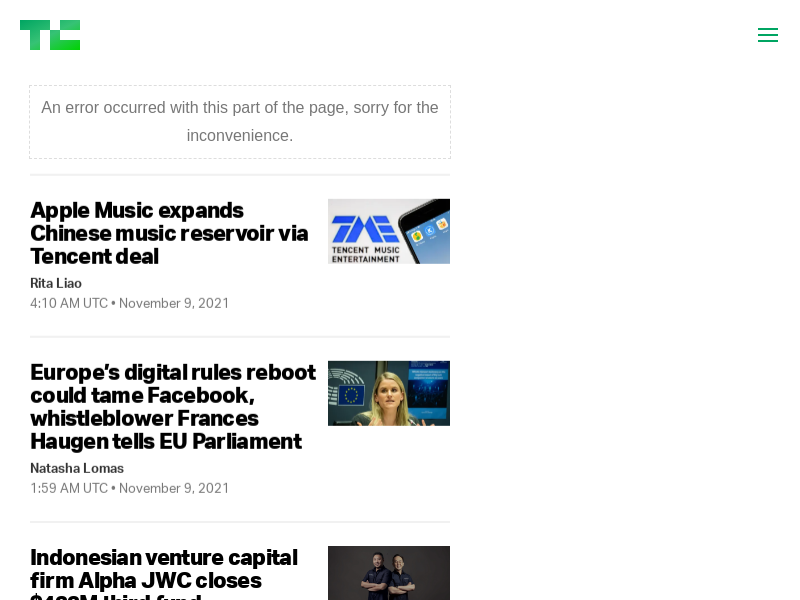 TC
An error occurred with this part of the page, sorry for the
inconvenience.
Apple Music expands
Chinese music reservoir via
Tencent deal
TME
TENCENT MUSIC
ENTERTAINMENT
Rita Liao
4:10 AM UTC • November 9, 2021
Europe’s digital rules reboot
could tame Facebook,
whistleblower Frances
Haugen tells EU Parliament
Natasha Lomas
1:59 AM UTC • November 9, 2021
Indonesian venture capital
firm Alpha JWC closes